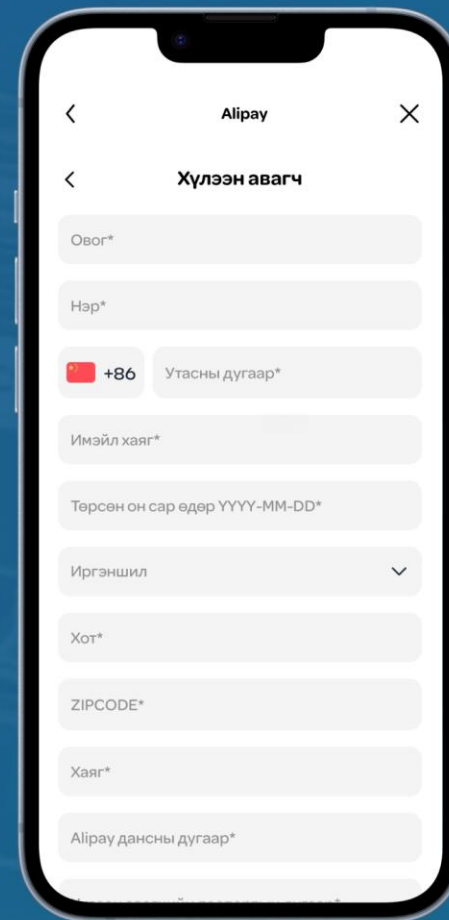 Alipay
Хүлээн авагч
Овог*
Нэр*
+86 Утасны дугаар*
Имэйл хаяг*
Төрсөн он сар өдөр YYYY-MM-DD*
Иргэншил
Хот*
ZIPCODE*
Хаяг*
Alipay дансны дугаар*